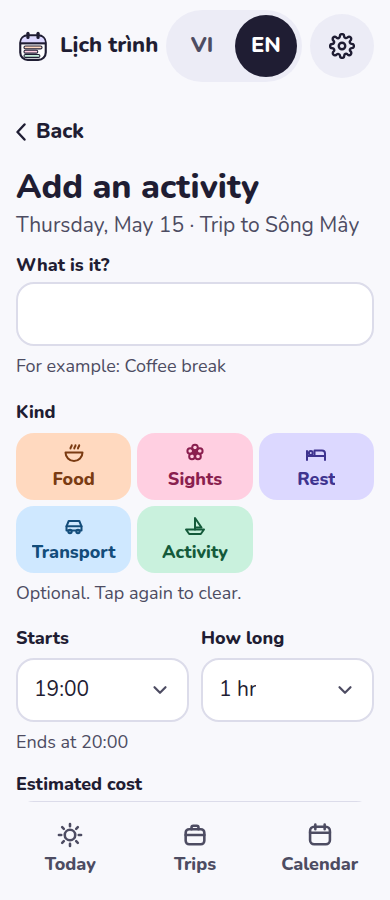 Lịch trình
VI
EN
Back
Add an activity
Thursday, May 15 · Trip to Sông Mây
What is it?
For example: Coffee break
Kind
Food
Sights
Rest
Transport
Activity
Optional. Tap again to clear.
Starts
How long
19:00
1 hr
Ends at 20:00
Estimated cost
Today
Trips
Calendar